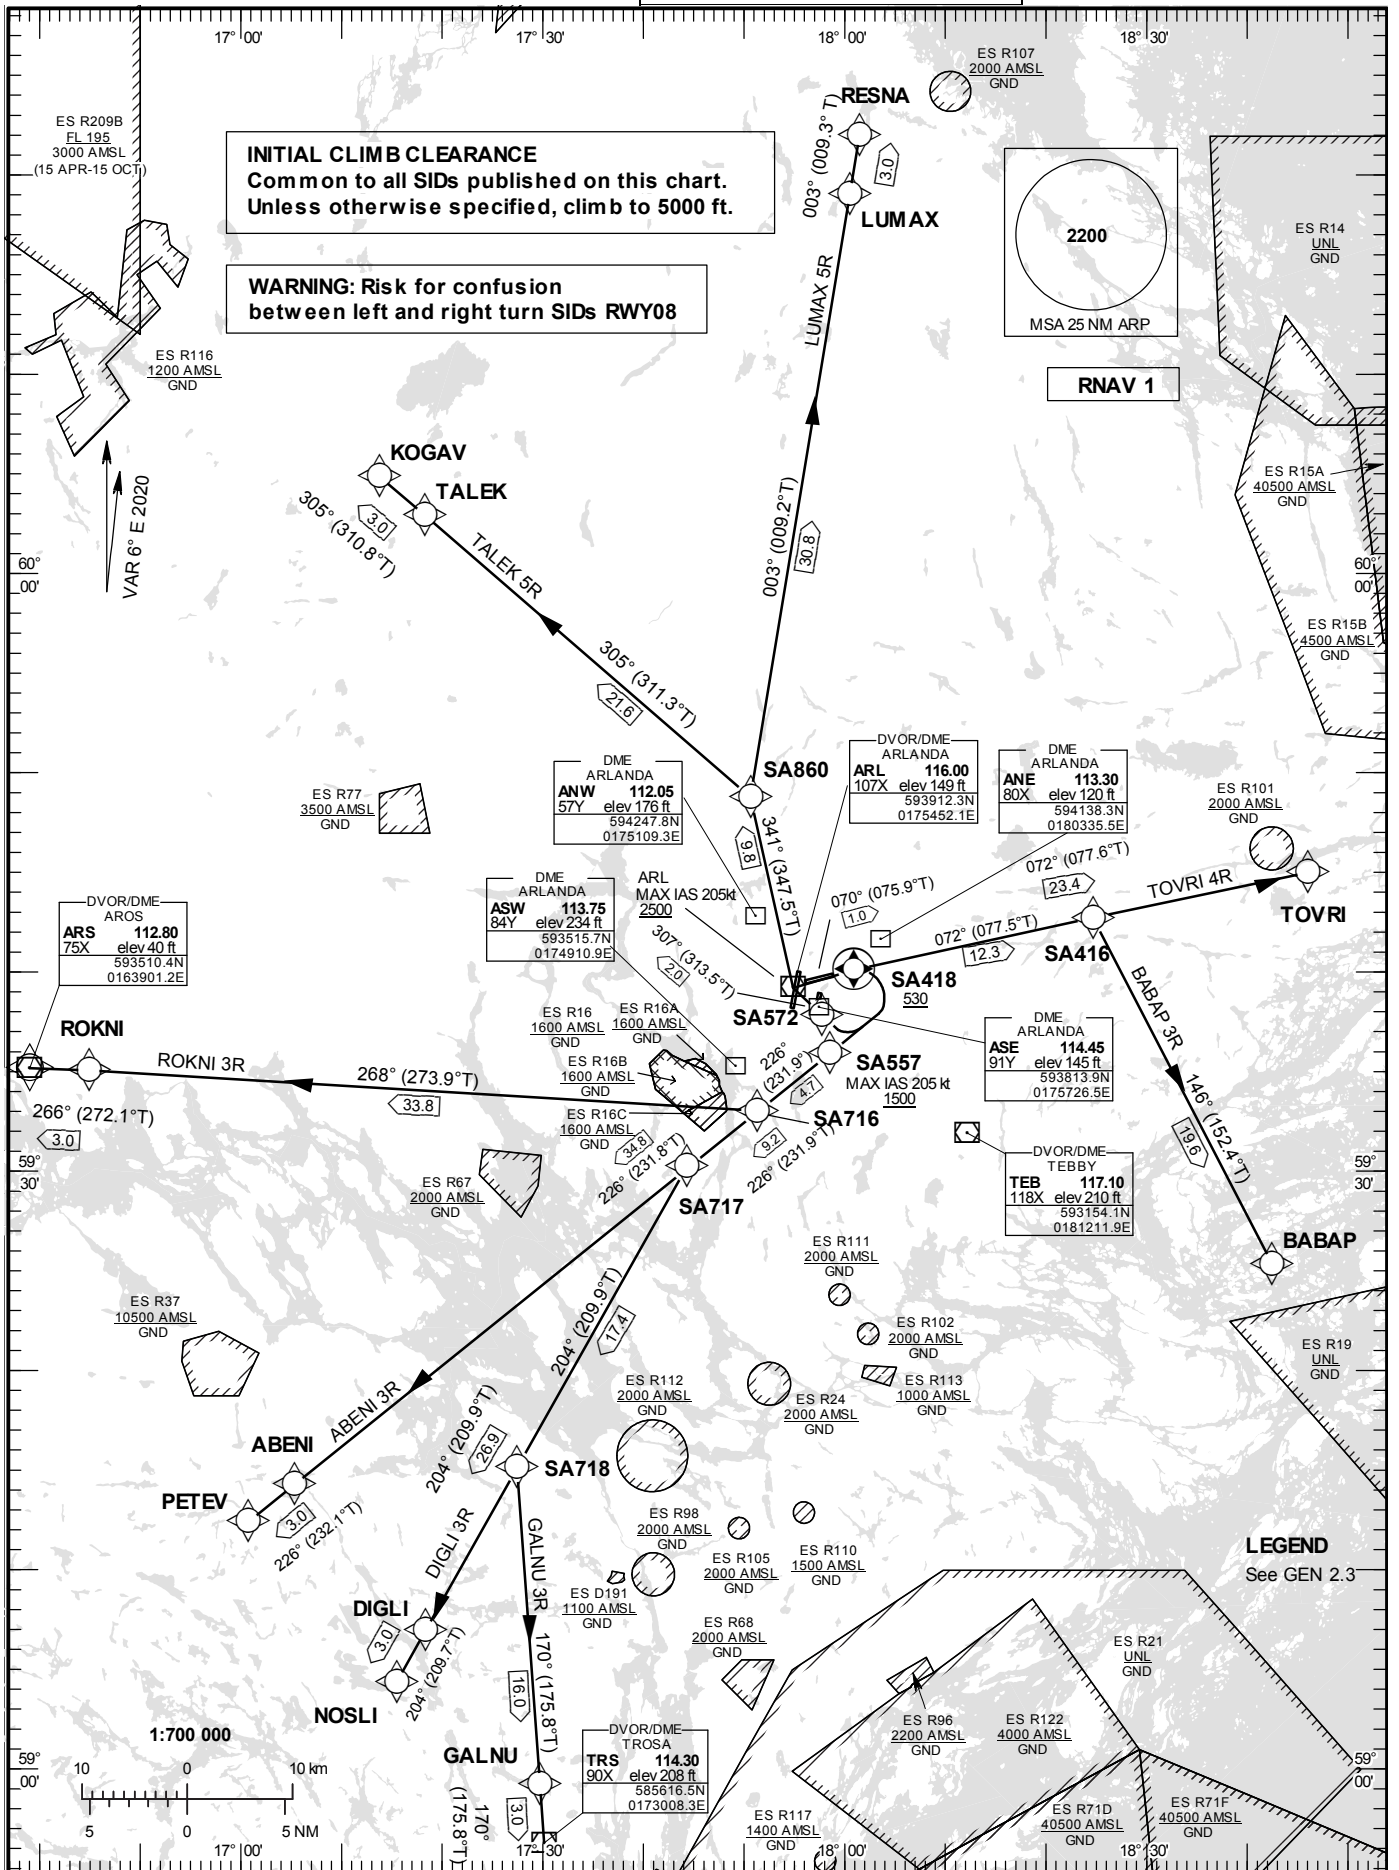 17° 00'
17° 30'
18° 00'
18° 30'
ES R107
2000 AMSL
GND
RESNA
ES R209B
FL 195
3000 AMSL
(15 APR-15 OCT)
INITIAL CLIMB CLEARANCE
Common to all SIDs published on this chart.
Unless otherwise specified, climb to 5000 ft.
003° (009.3° T)
3.0
LUMAX
2200
MSA 25 NM ARP
ES R14
UNL
GND
WARNING: Risk for confusion
between left and right turn SIDs RWY08
LUMAX 5R
ES R116
1200 AMSL
GND
RNAV 1
KOGAV
TALEK
305° (310.8°T)
3.0
VAR 6° E 2020
ES R15A
40500 AMSL
GND
TALEK 5R
003° (009.2°T)
30.8
60°
00'
60°
00'
ES R15B
4500 AMSL
GND
305° (311.3°T)
21.6
DVOR/DME
ARLANDA
ARL 116.00
107X elev 149 ft
593912.3N
0175452.1E
DME
ARLANDA
ANE 113.30
80X elev 120 ft
594138.3N
0180335.5E
DME
ARLANDA
ANW 112.05
57Y elev 176 ft
594247.8N
0175109.3E
SA860
ES R77
3500 AMSL
GND
ES R101
2000 AMSL
GND
341° (347.5°T)
9.8
072° (077.6°T)
23.4
TOVRI 4R
TOVRI
DME
ARLANDA
ASW 113.75
84Y elev 234 ft
593515.7N
0174910.9E
ARL
MAX IAS 205kt
2500
070° (075.9°T)
1.0
072° (077.5°T)
12.3
SA416
DVOR/DME
AROS
ARS 112.80
75X elev 40 ft
593510.4N
0163901.2E
307° (313.5°T)
2.0
SA418
530
BABAP 3R
ES R16
1600 AMSL
GND
ES R16A
1600 AMSL
GND
SA572
DME
ARLANDA
ASE 114.45
91Y elev 145 ft
593813.9N
0175726.5E
ROKNI
ROKNI 3R
268° (273.9°T)
33.8
ES R16B
1600 AMSL
GND
226°
(231.9°)
4.7
SA557
MAX IAS 205 kt
1500
146° (152.4°T)
19.6
266° (272.1°T)
3.0
ES R16C
1600 AMSL
GND
SA716
34.8
226° (231.8°T)
9.2
226° (231.9°T)
DVOR/DME
TEBBY
TEB 117.10
118X elev 210 ft
593154.1N
0181211.9E
59°
30'
59°
30'
ES R67
2000 AMSL
GND
SA717
BABAP
ES R111
2000 AMSL
GND
204° (209.9°T)
17.4
ES R37
10500 AMSL
GND
ES R102
2000 AMSL
GND
ES R19
UNL
GND
ES R112
2000 AMSL
GND
ES R24
2000 AMSL
GND
ES R113
1000 AMSL
GND
ABENI 3R
ABENI
204° (209.9°T)
26.9
SA718
PETEV
3.0
226° (232.1°T)
DIGLI 3R
GALNU 3R
ES R98
2000 AMSL
GND
ES R105
2000 AMSL
GND
ES R110
1500 AMSL
GND
LEGEND
See GEN 2.3
ES D191
1100 AMSL
GND
DIGLI
3.0
204° (209.7°T)
ES R68
2000 AMSL
GND
ES R21
UNL
GND
170° (175.8°T)
16.0
NOSLI
ES R96
2200 AMSL
GND
ES R122
4000 AMSL
GND
1:700 000
10 0 10 km
5 0 5 NM
GALNU
DVOR/DME
TROSA
TRS 114.30
90X elev 208 ft
585616.5N
0173008.3E
59°
00'
59°
00'
170°
(175.8°T)
3.0
ES R117
1400 AMSL
GND
ES R71D
40500 AMSL
GND
ES R71F
40500 AMSL
GND
17° 00'
17° 30'
18° 00'
18° 30'